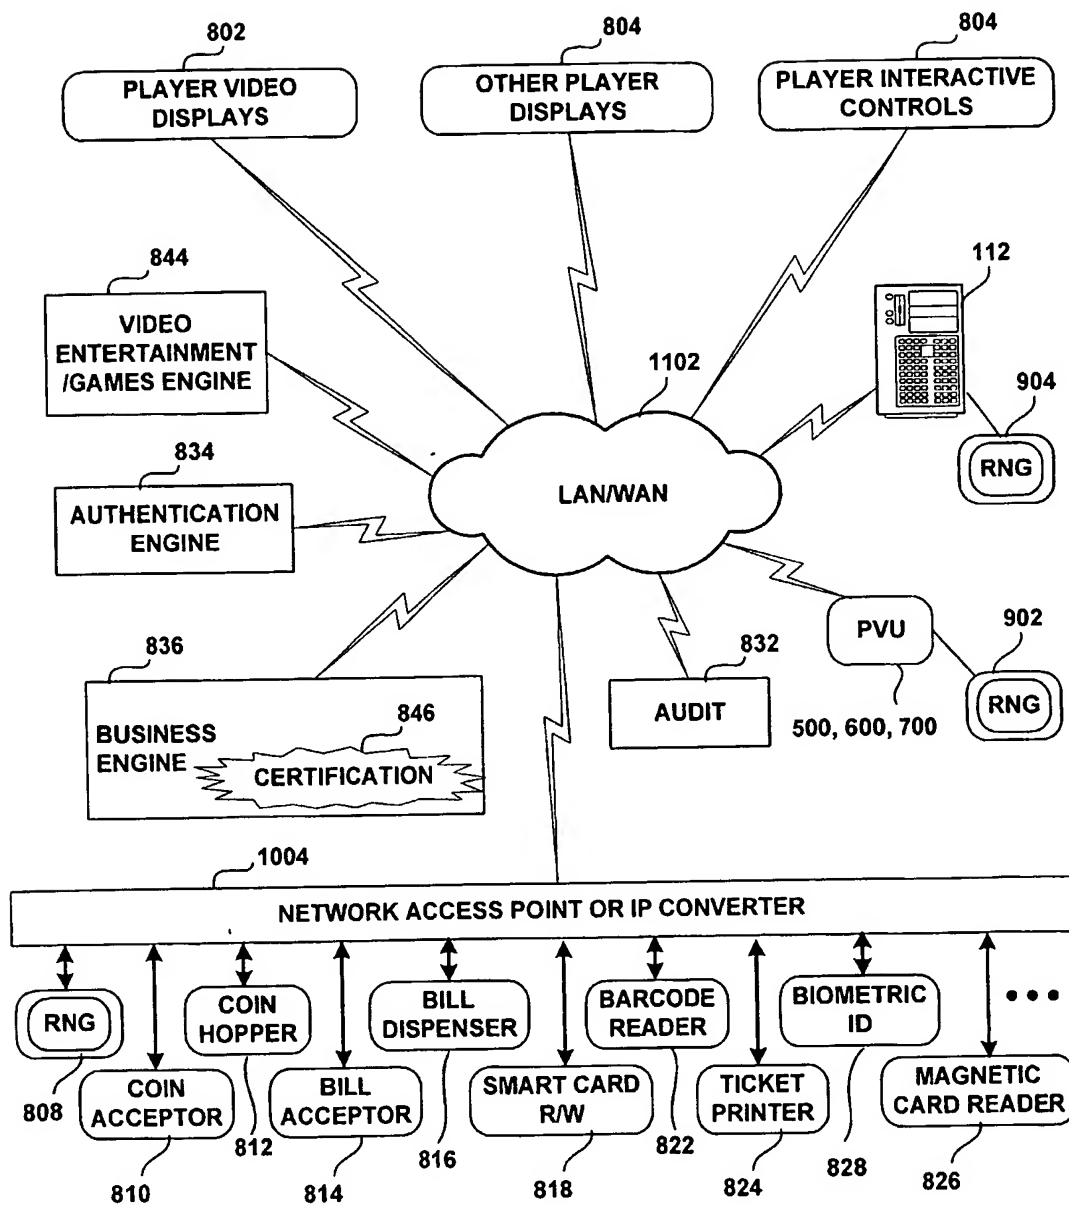 802
804
804
PLAYER VIDEO
DISPLAYS
OTHER PLAYER
DISPLAYS
PLAYER INTERACTIVE
CONTROLS
844
VIDEO
ENTERTAINMENT
/GAMES ENGINE
112
1102
904
RNG
834
AUTHENTICATION
ENGINE
LAN/WAN
PVU
500, 600, 700
902
RNG
836
BUSINESS
ENGINE
846
CERTIFICATION
832
AUDIT
1004
NETWORK ACCESS POINT OR IP CONVERTER
RNG
808
COIN
ACCEPTOR
810
COIN
HOPPER
812
BILL
ACCEPTOR
814
BILL
DISPENSER
816
SMART CARD
R/W
818
BARCODE
READER
822
TICKET
PRINTER
824
BIOMETRIC
ID
828
MAGNETIC
CARD READER
826